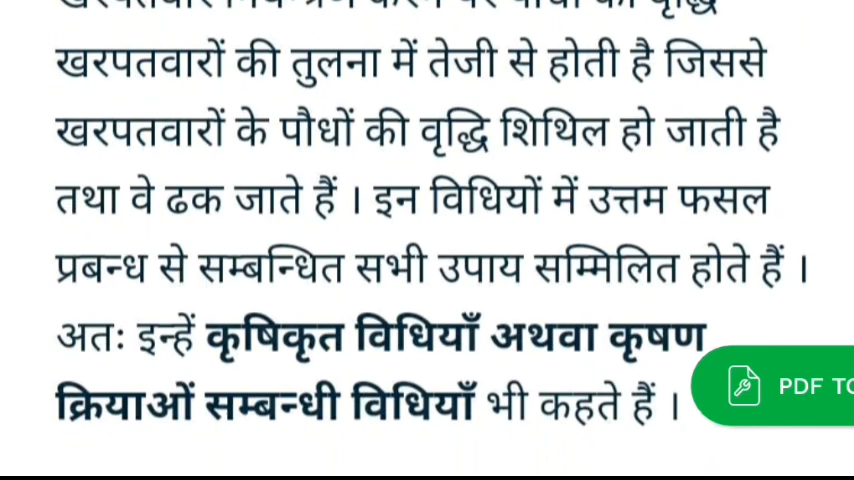 खरपतवारों की तुलना में तेजी से होती है जिससे
खरपतवारों के पौधों की वृद्धि शिथिल हो जाती है
तथा वे ढक जाते हैं । इन विधियों में उत्तम फसल
प्रबन्ध से सम्बन्धित सभी उपाय सम्मिलित होते हैं ।
अतः इन्हें कृषिकृत विधियाँ अथवा कृषण
क्रियाओं सम्बन्धी विधियाँ भी कहते हैं ।
PDF TO